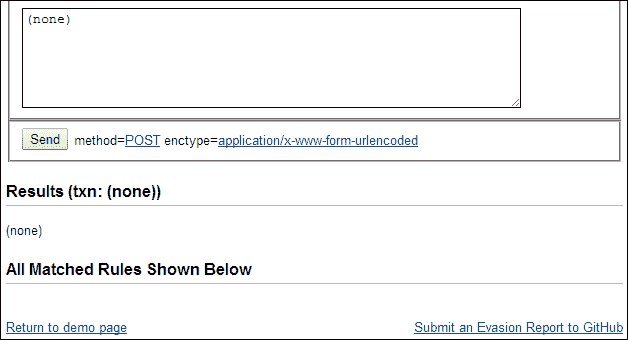 (none)
Send method=POST enctype=application/x-www-form-urlencoded
Results (txn: (none))
(none)
All Matched Rules Shown Below
Return to demo page Submit an Evasion Report to GitHub